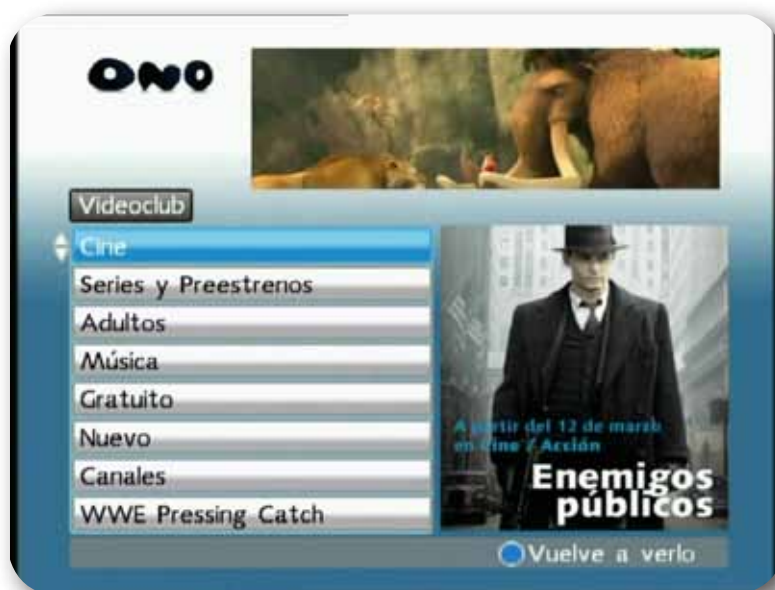 ONO
Videoclub
Cine
Series y Preestrenos
Adultos
Música
Gratuito
Nuevo
Canales
WWE Pressing Catch
A partir del 12 de marzo
en Cine / Acción
Enemigos
públicos
Vuelve a verlo